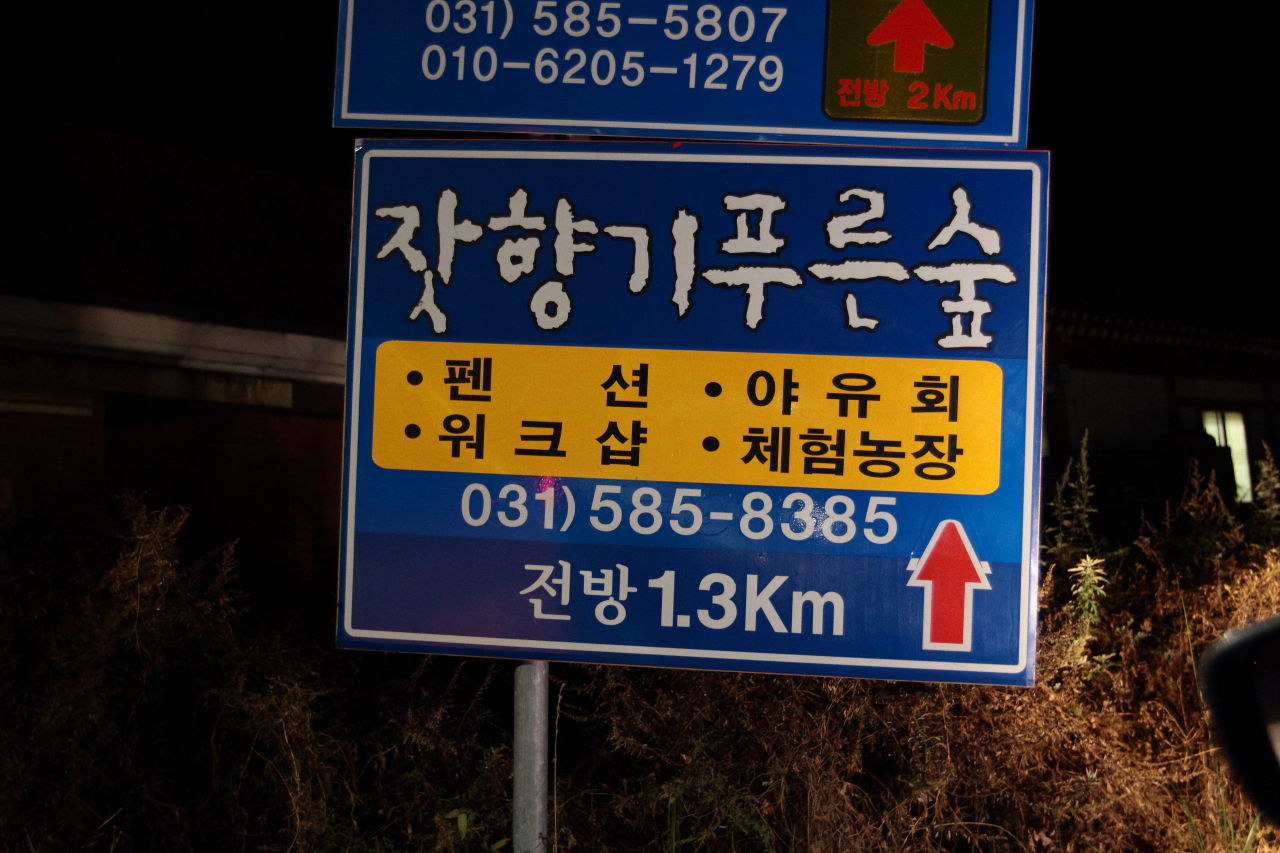 031) 585-5807
010-6205-1279
전방 2Km
잣향기푸른숲
• 펜 션 • 야 유 회
• 워 크 샵 • 체험농장
031) 585-8385
전방 1.3Km